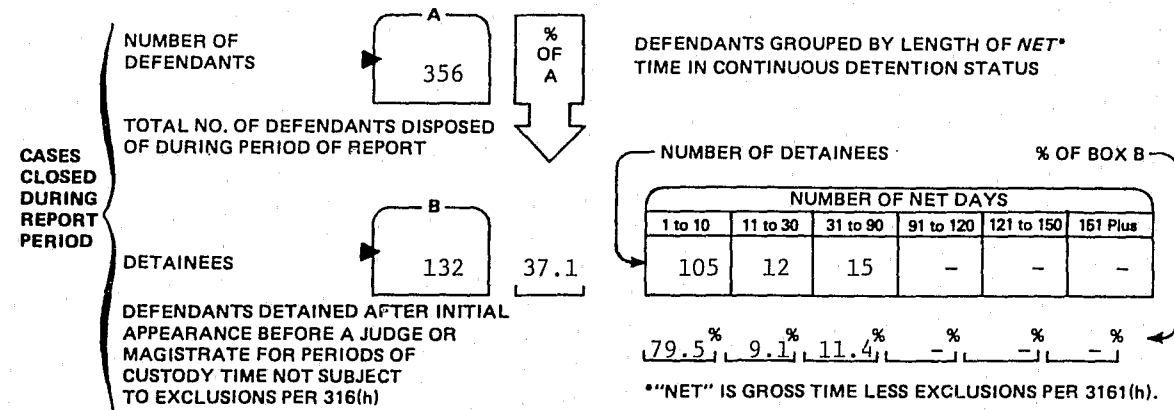 CASES
CLOSED
DURING
REPORT
PERIOD
NUMBER OF
DEFENDANTS
A
356
%
OF
A
TOTAL NO. OF DEFENDANTS DISPOSED
OF DURING PERIOD OF REPORT
DETAINEES
B
132
37.1
DEFENDANTS DETAINED AFTER INITIAL
APPEARANCE BEFORE A JUDGE OR
MAGISTRATE FOR PERIODS OF
CUSTODY TIME NOT SUBJECT
TO EXCLUSIONS PER 316(h)
DEFENDANTS GROUPED BY LENGTH OF NET*
TIME IN CONTINUOUS DETENTION STATUS
NUMBER OF DETAINEES % OF BOX B
NUMBER OF NET DAYS
1 to 10 11 to 30 31 to 90 91 to 120 121 to 150 151 Plus
105 12 15 – – –
79.5% 9.1% 11.4% –% –% –%
*"NET" IS GROSS TIME LESS EXCLUSIONS PER 3161(h).